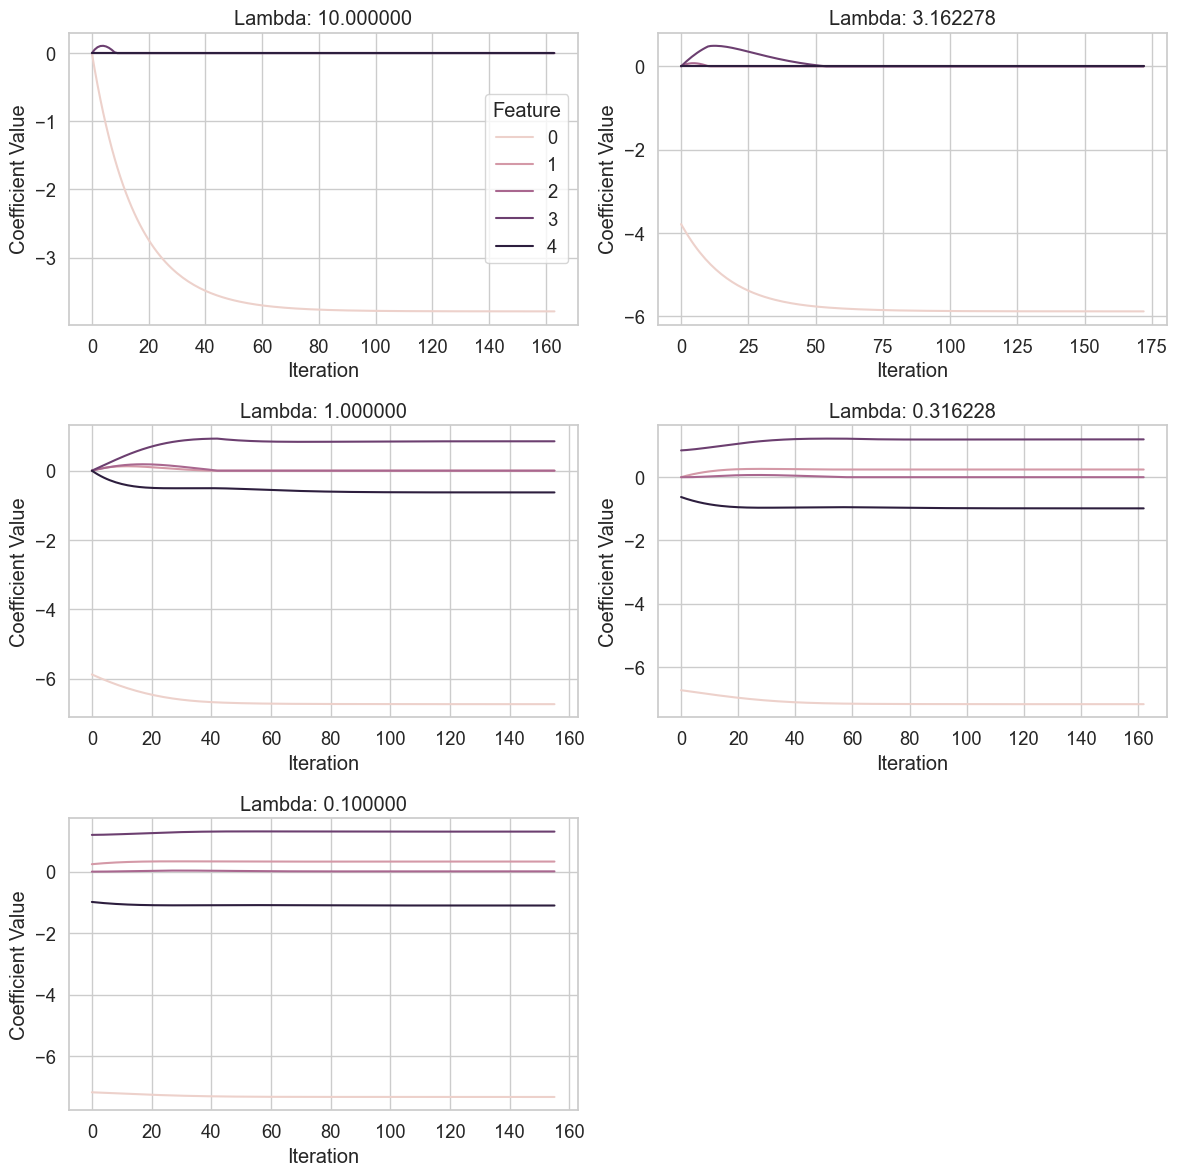 Lambda: 10.000000
Coefficient Value
0
−1
−2
−3
Feature
0
1
2
3
4
0 20 40 60 80 100 120 140 160
Iteration
Lambda: 3.162278
Coefficient Value
0
−2
−4
−6
0 25 50 75 100 125 150 175
Iteration
Lambda: 1.000000
Coefficient Value
0
−2
−4
−6
0 20 40 60 80 100 120 140 160
Iteration
Lambda: 0.316228
Coefficient Value
0
−2
−4
−6
0 20 40 60 80 100 120 140 160
Iteration
Lambda: 0.100000
Coefficient Value
0
−2
−4
−6
0 20 40 60 80 100 120 140 160
Iteration